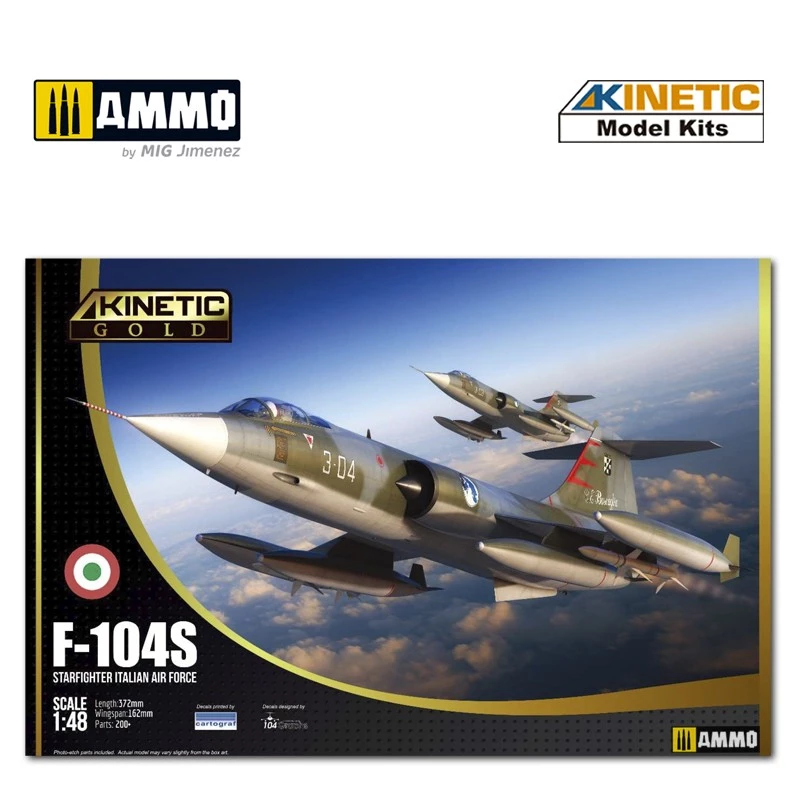 AMMO
by MIG Jimenez
KINETIC
Model Kits
KINETIC
GOLD
3-04
E
F-104S
STARFIGHTER ITALIAN AIR FORCE
SCALE
1:48
Length:372mm
Wingspan:162mm
Parts: 200+
Decals printed by
cartograf
Decals designed by
104
Photo-etch parts included. Actual model may vary slightly from the box art.
AMMO